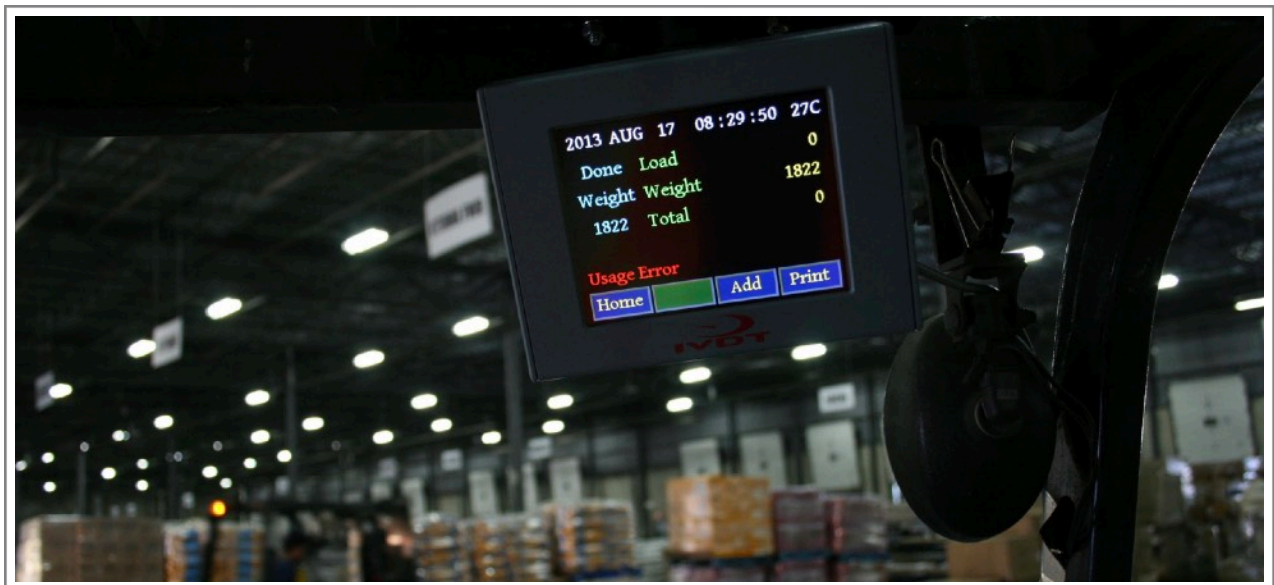 2013 AUG 17 08:29:50 27C
Done Load 0
Weight Weight 1822
1822 Total 0
Usage Error
Home Add Print
IVDT